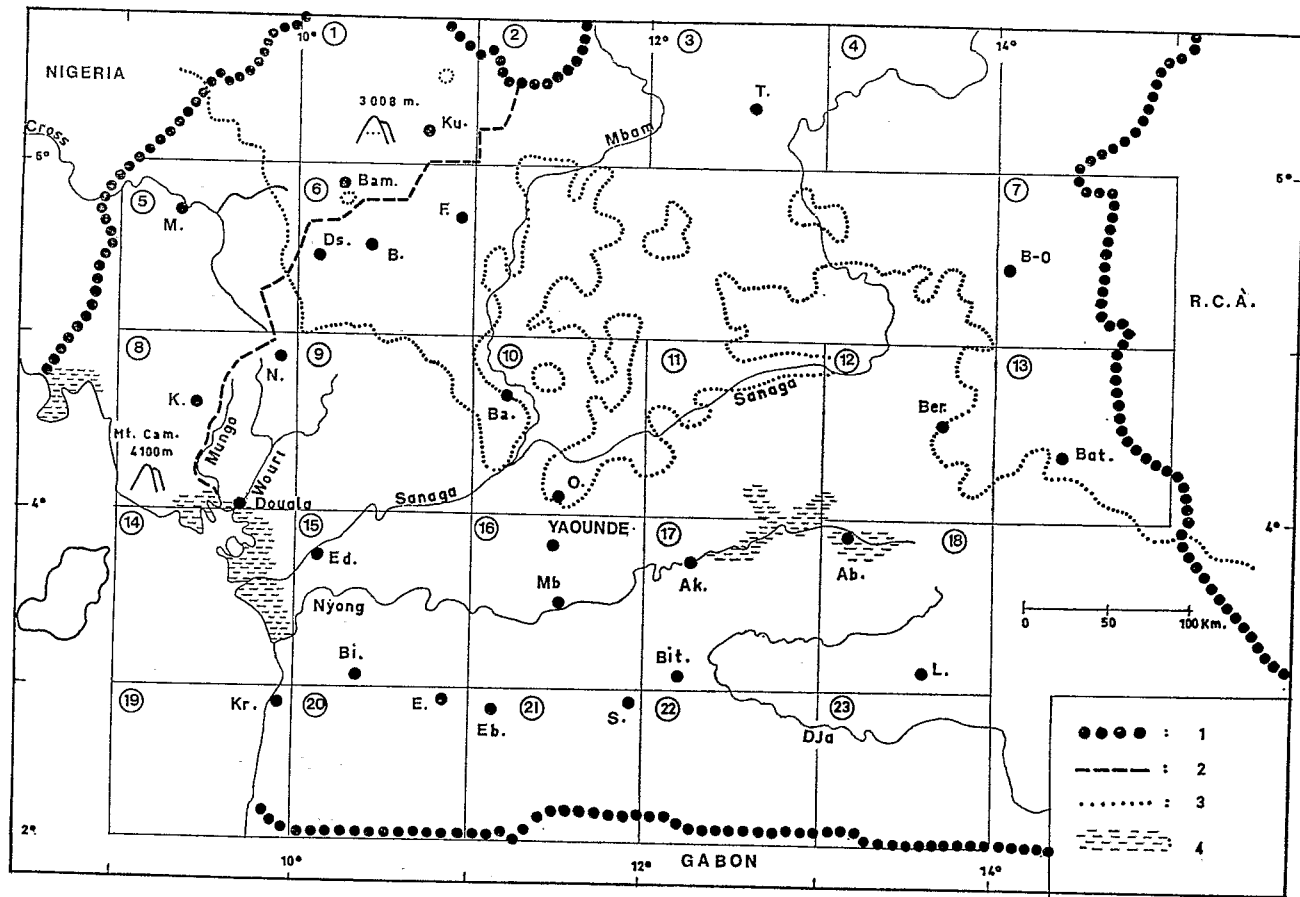 ① ② ③ ④
10° 12° 14°
NIGERIA
3008 m.
Ku.
T.
Cross
Mbam
5° 5°
⑤ ⑥ ⑦
Bam.
M.
F.
Ds. B.
B-O
R.C.À.
⑧ ⑨ ⑩ ⑪ ⑫ ⑬
N.
K.
Ba.
Sanaga
Ber.
Mungo
Wouri
Mt. Cam.
4100m
Bat.
O.
Sanaga
Douala
4° 4°
⑭ ⑮ ⑯ ⑰ ⑱
YAOUNDE
Ed.
Ak.
Ab.
Mb
Nyong
0 50 100 Km.
Bi.
Bit.
L.
⑲ ⑳ ㉑ ㉒ ㉓
Kr.
E.
Eb.
S.
DJa
: 1
: 2
: 3
: 4
2°
10° 12° 14°
GABON